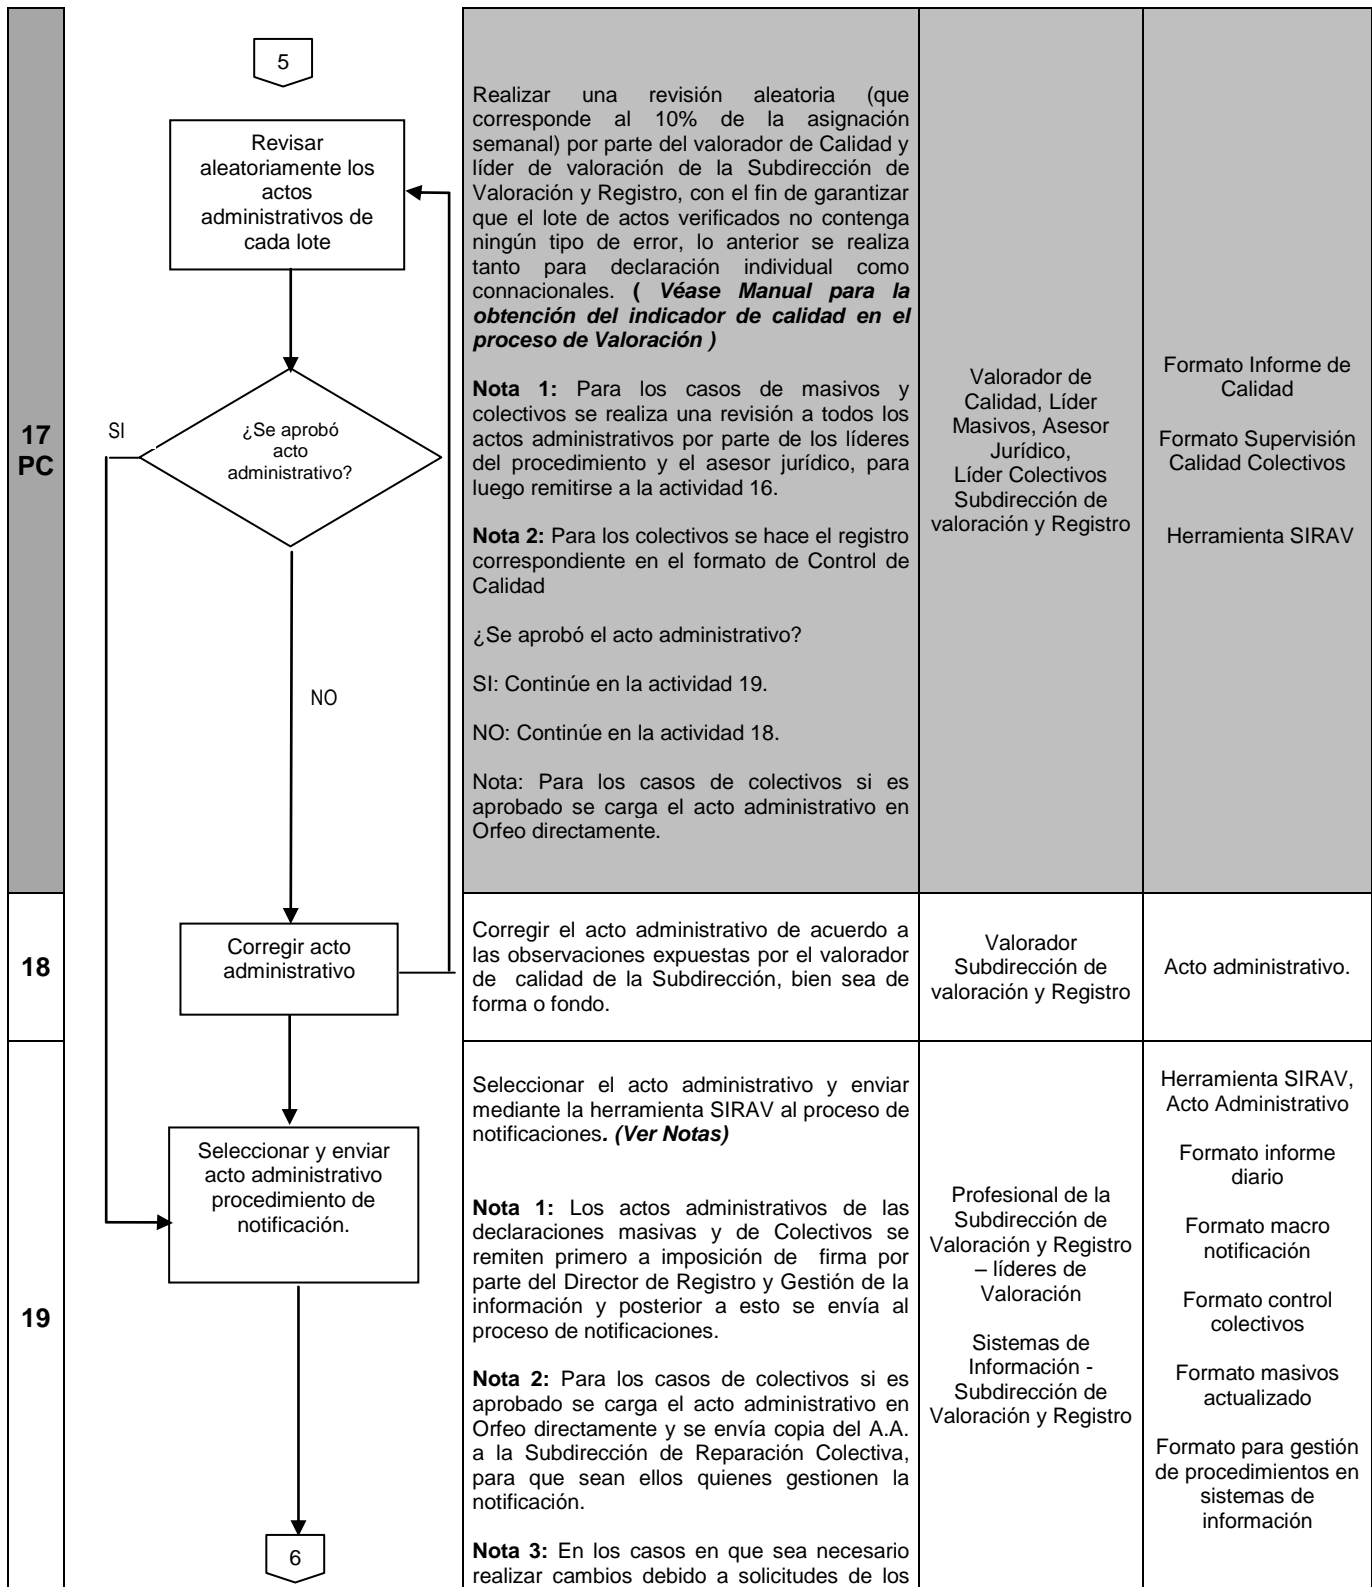 5
Revisar
aleatoriamente los
actos
administrativos de
cada lote
17
PC
SI
¿Se aprobó
acto
administrativo?
NO
Realizar una revisión aleatoria (que
corresponde al 10% de la asignación
semanal) por parte del valorador de Calidad y
líder de valoración de la Subdirección de
Valoración y Registro, con el fin de garantizar
que el lote de actos verificados no contenga
ningún tipo de error, lo anterior se realiza
tanto para declaración individual como
connacionales. ( Véase Manual para la
obtención del indicador de calidad en el
proceso de Valoración )
Nota 1: Para los casos de masivos y
colectivos se realiza una revisión a todos los
actos administrativos por parte de los líderes
del procedimiento y el asesor jurídico, para
luego remitirse a la actividad 16.
Nota 2: Para los colectivos se hace el registro
correspondiente en el formato de Control de
Calidad
¿Se aprobó el acto administrativo?
SI: Continúe en la actividad 19.
NO: Continúe en la actividad 18.
Nota: Para los casos de colectivos si es
aprobado se carga el acto administrativo en
Orfeo directamente.
Valorador de
Calidad, Líder
Masivos, Asesor
Jurídico,
Líder Colectivos
Subdirección de
valoración y Registro
Formato Informe de
Calidad
Formato Supervisión
Calidad Colectivos
Herramienta SIRAV
18
Corregir acto
administrativo
Corregir el acto administrativo de acuerdo a
las observaciones expuestas por el valorador
de calidad de la Subdirección, bien sea de
forma o fondo.
Valorador
Subdirección de
valoración y Registro
Acto administrativo.
19
Seleccionar y enviar
acto administrativo
procedimiento de
notificación.
6
Seleccionar el acto administrativo y enviar
mediante la herramienta SIRAV al proceso de
notificaciones. (Ver Notas)
Nota 1: Los actos administrativos de las
declaraciones masivas y de Colectivos se
remiten primero a imposición de firma por
parte del Director de Registro y Gestión de la
información y posterior a esto se envía al
proceso de notificaciones.
Nota 2: Para los casos de colectivos si es
aprobado se carga el acto administrativo en
Orfeo directamente y se envía copia del A.A.
a la Subdirección de Reparación Colectiva,
para que sean ellos quienes gestionen la
notificación.
Nota 3: En los casos en que sea necesario
realizar cambios debido a solicitudes de los
Profesional de la
Subdirección de
Valoración y Registro
– líderes de
Valoración
Sistemas de
Información -
Subdirección de
Valoración y Registro
Herramienta SIRAV,
Acto Administrativo
Formato informe
diario
Formato macro
notificación
Formato control
colectivos
Formato masivos
actualizado
Formato para gestión
de procedimientos en
sistemas de
información